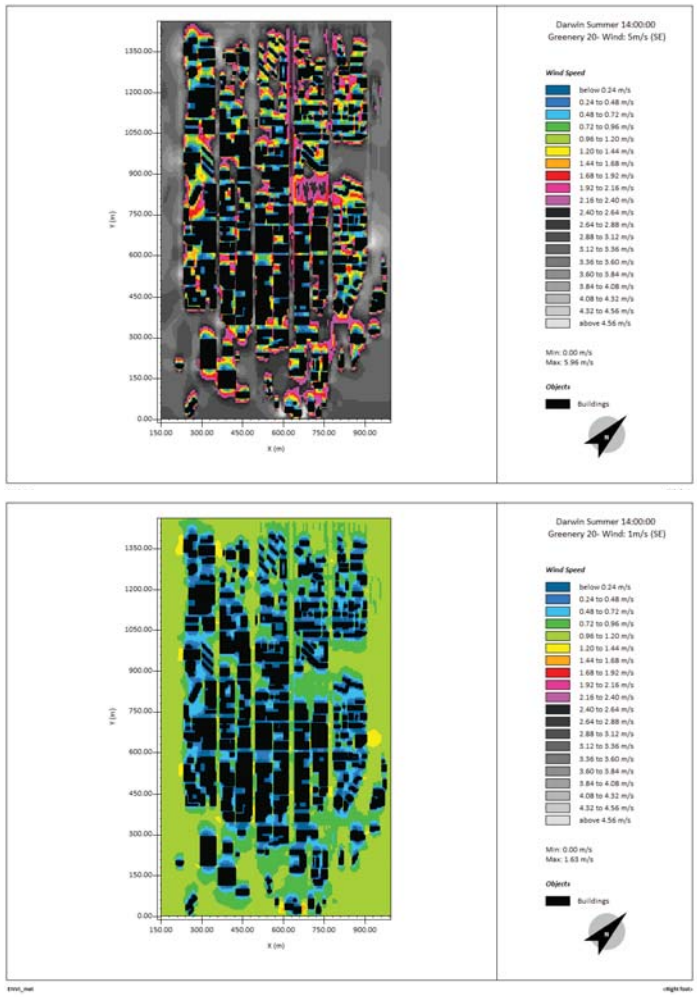 Darwin Summer 14:00:00
Greenery 20- Wind: 5m/s (SE)
1350.00
1200.00
1050.00
900.00
750.00
600.00
450.00
300.00
150.00
0.00
Y (m)
150.00 300.00 450.00 600.00 750.00 900.00
X (m)
Wind Speed
below 0.24 m/s
0.24 to 0.48 m/s
0.48 to 0.72 m/s
0.72 to 0.96 m/s
0.96 to 1.20 m/s
1.20 to 1.44 m/s
1.44 to 1.68 m/s
1.68 to 1.92 m/s
1.92 to 2.16 m/s
2.16 to 2.40 m/s
2.40 to 2.64 m/s
2.64 to 2.88 m/s
2.88 to 3.12 m/s
3.12 to 3.36 m/s
3.36 to 3.60 m/s
3.60 to 3.84 m/s
3.84 to 4.08 m/s
4.08 to 4.32 m/s
4.32 to 4.56 m/s
above 4.56 m/s
Min: 0.00 m/s
Max: 5.96 m/s
Objects
Buildings
N
Darwin Summer 14:00:00
Greenery 20- Wind: 1m/s (SE)
1350.00
1200.00
1050.00
900.00
750.00
600.00
450.00
300.00
150.00
0.00
Y (m)
150.00 300.00 450.00 600.00 750.00 900.00
X (m)
Wind Speed
below 0.24 m/s
0.24 to 0.48 m/s
0.48 to 0.72 m/s
0.72 to 0.96 m/s
0.96 to 1.20 m/s
1.20 to 1.44 m/s
1.44 to 1.68 m/s
1.68 to 1.92 m/s
1.92 to 2.16 m/s
2.16 to 2.40 m/s
2.40 to 2.64 m/s
2.64 to 2.88 m/s
2.88 to 3.12 m/s
3.12 to 3.36 m/s
3.36 to 3.60 m/s
3.60 to 3.84 m/s
3.84 to 4.08 m/s
4.08 to 4.32 m/s
4.32 to 4.56 m/s
above 4.56 m/s
Min: 0.00 m/s
Max: 1.63 m/s
Objects
Buildings
N
ENVI_met
<Right foot>